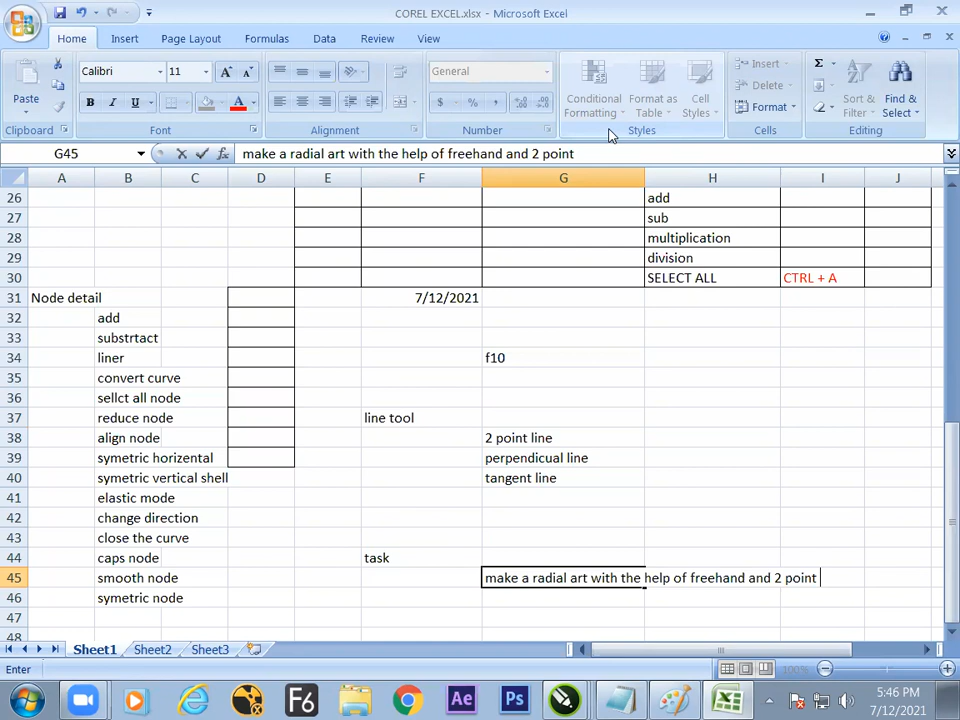 COREL EXCEL.xlsx - Microsoft Excel
Home Insert Page Layout Formulas Data Review View
Calibri 11 General Insert Σ
Paste B I U A $ % , Conditional Formatting Format as Table Cell Styles Delete Sort & Filter Find & Select
Format
Clipboard Font Alignment Number Styles Cells Editing
G45 fx make a radial art with the help of freehand and 2 point
A B C D E F G H I J
26 add
27 sub
28 multiplication
29 division
30 SELECT ALL CTRL + A
31 Node detail 7/12/2021
32 add
33 substrtact
34 liner f10
35 convert curve
36 sellct all node
37 reduce node line tool
38 align node 2 point line
39 symetric horizental perpendicual line
40 symetric vertical shell tangent line
41 elastic mode
42 change direction
43 close the curve
44 caps node task
45 smooth node make a radial art with the help of freehand and 2 point
46 symetric node
47
48
Sheet1 Sheet2 Sheet3
Enter 100%
F6 Ae Ps 5:46 PM
7/12/2021